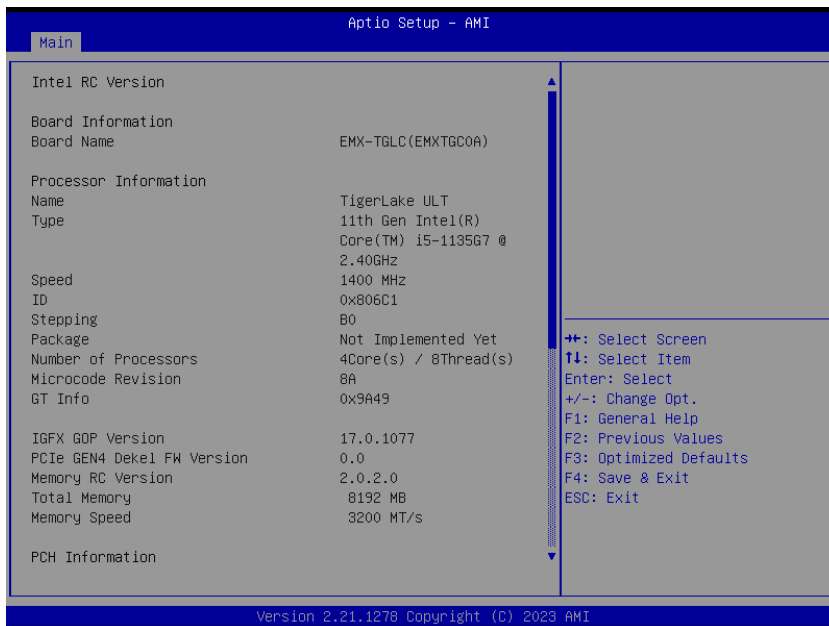 Aptio Setup – AMI
Main
Intel RC Version
Board Information
Board Name EMX-TGLC(EMXTGC0A)
Processor Information
Name TigerLake ULT
Type 11th Gen Intel(R)
Core(TM) i5-1135G7 @
2.40GHz
Speed 1400 MHz
ID 0x806C1
Stepping B0
Package Not Implemented Yet
Number of Processors 4Core(s) / 8Thread(s)
Microcode Revision 8A
GT Info 0x9A49
IGFX GOP Version 17.0.1077
PCIe GEN4 Dekel FW Version 0.0
Memory RC Version 2.0.2.0
Total Memory 8192 MB
Memory Speed 3200 MT/s
PCH Information
→←: Select Screen
↑↓: Select Item
Enter: Select
+/-: Change Opt.
F1: General Help
F2: Previous Values
F3: Optimized Defaults
F4: Save & Exit
ESC: Exit
Version 2.21.1278 Copyright (C) 2023 AMI